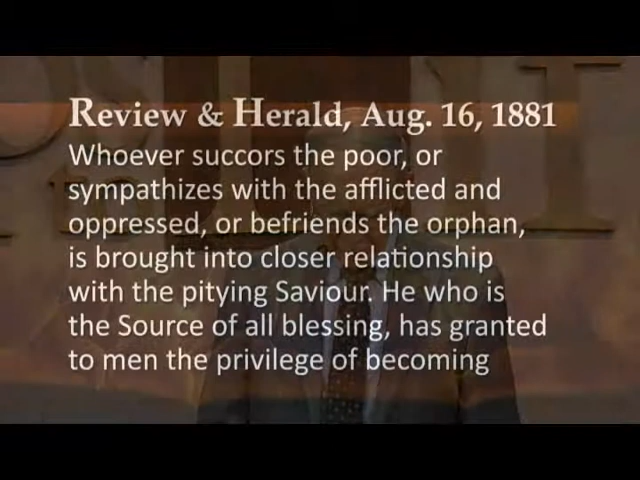 Review & Herald, Aug. 16, 1881
Whoever succors the poor, or
sympathizes with the afflicted and
oppressed, or befriends the orphan,
is brought into closer relationship
with the pitying Saviour. He who is
the Source of all blessing, has granted
to men the privilege of becoming